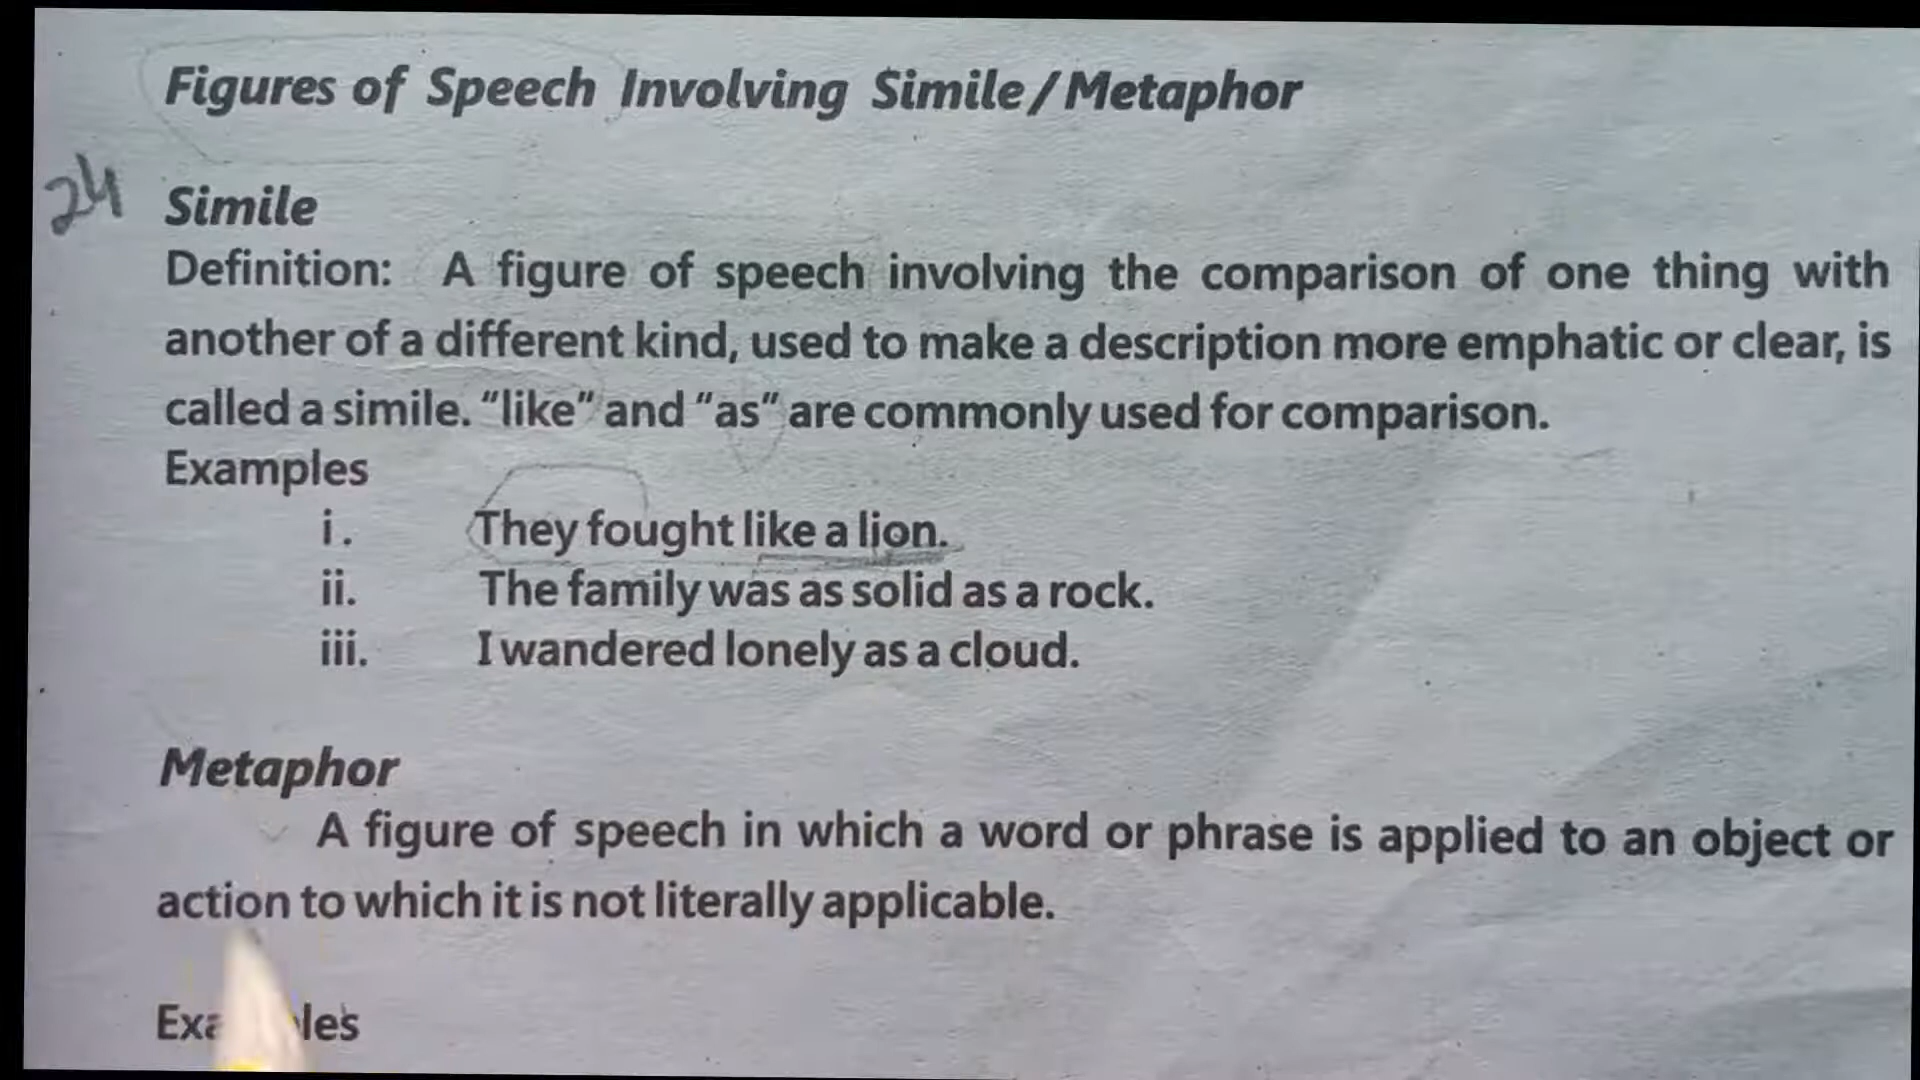 Figures of Speech Involving Simile/Metaphor
24
Simile
Definition: A figure of speech involving the comparison of one thing with
another of a different kind, used to make a description more emphatic or clear, is
called a simile. "like" and "as" are commonly used for comparison.
Examples
i. They fought like a lion.
ii. The family was as solid as a rock.
iii. I wandered lonely as a cloud.
Metaphor
A figure of speech in which a word or phrase is applied to an object or
action to which it is not literally applicable.